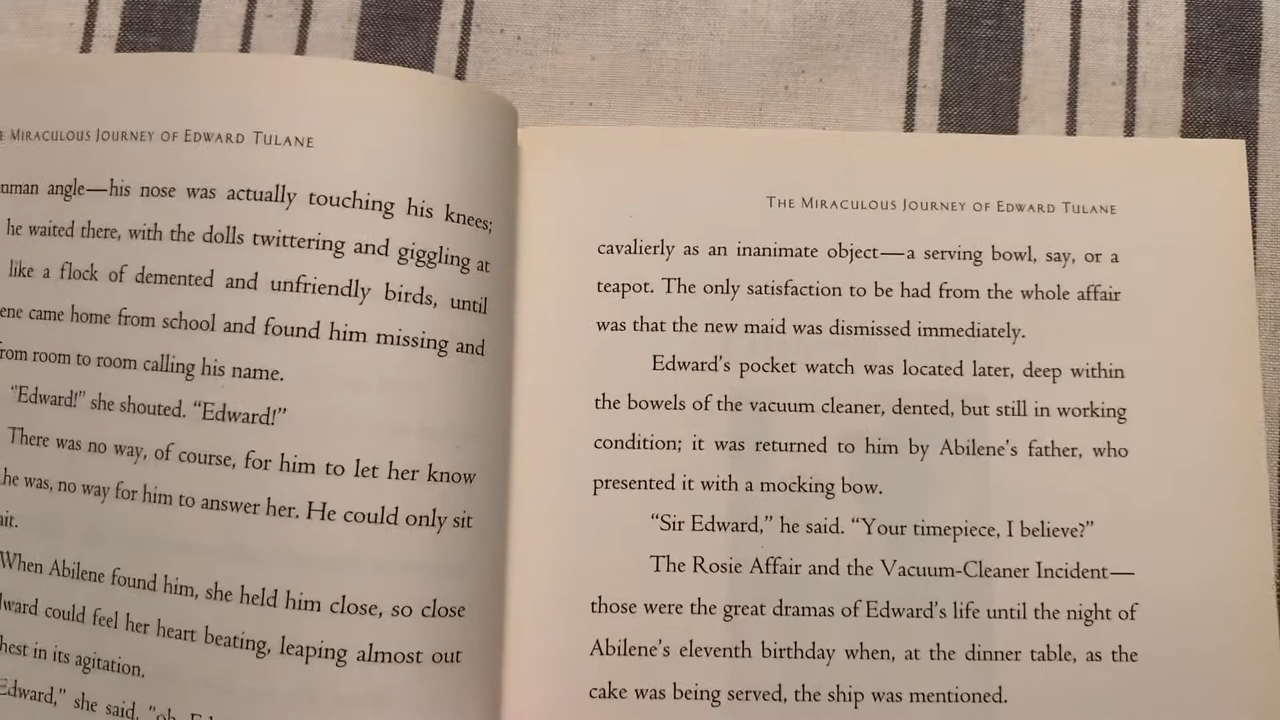 MIRACULOUS JOURNEY OF EDWARD TULANE
angle—his nose was actually touching his knees;
he waited there, with the dolls twittering and giggling at
like a flock of demented and unfriendly birds, until
came home from school and found him missing and
from room to room calling his name.
"Edward!" she shouted. "Edward!"
There was no way, of course, for him to let her know
he was, no way for him to answer her. He could only sit
When Abilene found him, she held him close, so close
could feel her heart beating, leaping almost out
in its agitation.
Edward," she said, "oh,
THE MIRACULOUS JOURNEY OF EDWARD TULANE
cavalierly as an inanimate object—a serving bowl, say, or a
teapot. The only satisfaction to be had from the whole affair
was that the new maid was dismissed immediately.
Edward's pocket watch was located later, deep within
the bowels of the vacuum cleaner, dented, but still in working
condition; it was returned to him by Abilene's father, who
presented it with a mocking bow.
"Sir Edward," he said. "Your timepiece, I believe?"
The Rosie Affair and the Vacuum-Cleaner Incident—
those were the great dramas of Edward's life until the night of
Abilene's eleventh birthday when, at the dinner table, as the
cake was being served, the ship was mentioned.